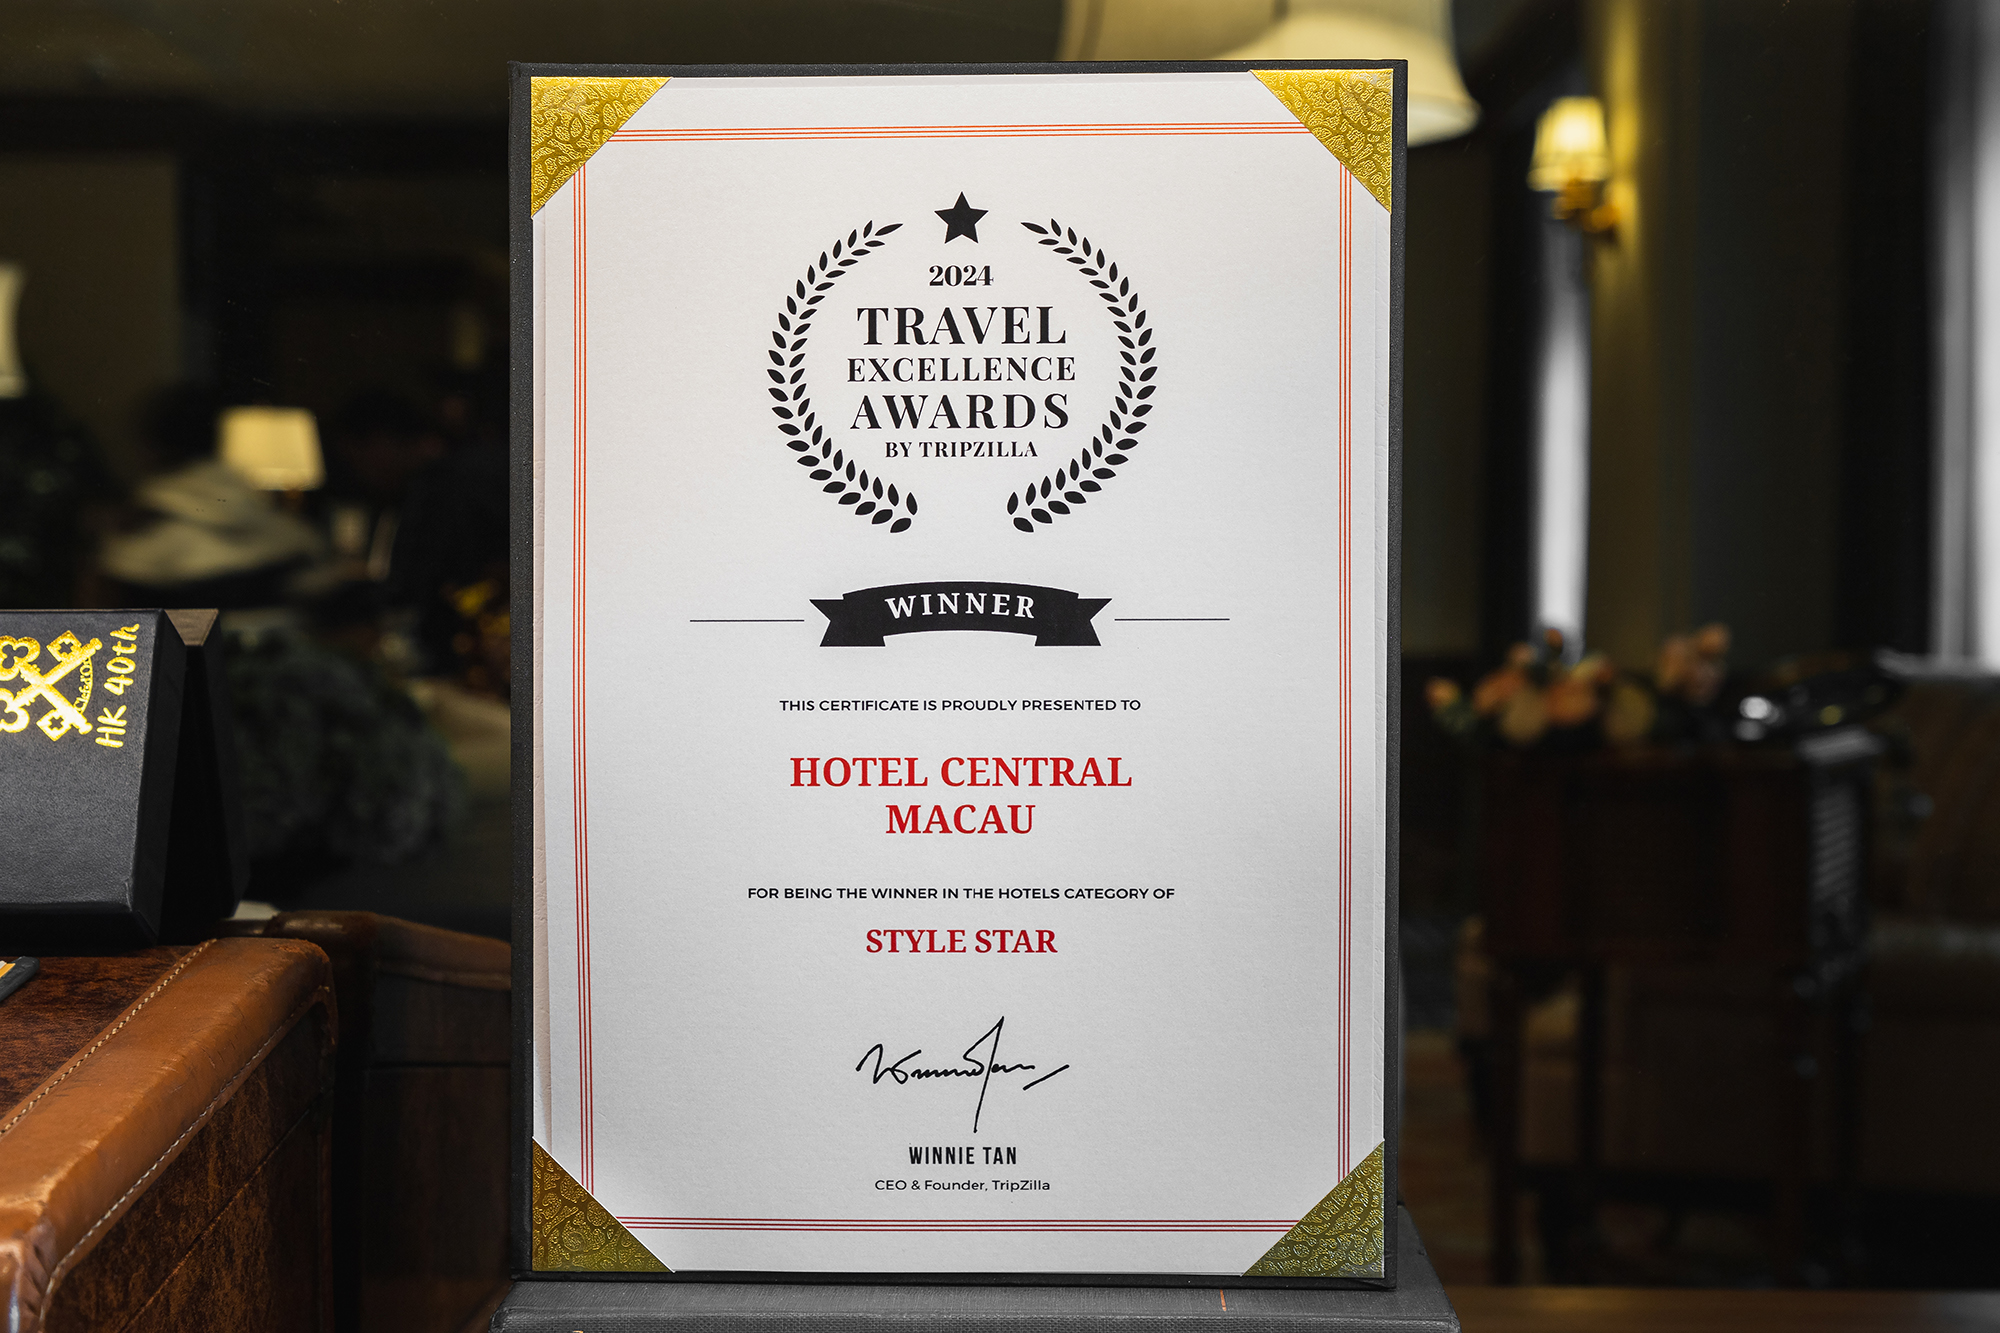 2024
TRAVEL
EXCELLENCE
AWARDS
BY TRIPZILLA
WINNER
THIS CERTIFICATE IS PROUDLY PRESENTED TO
HOTEL CENTRAL
MACAU
FOR BEING THE WINNER IN THE HOTELS CATEGORY OF
STYLE STAR
WINNIE TAN
CEO & Founder, TripZilla
HK 40th